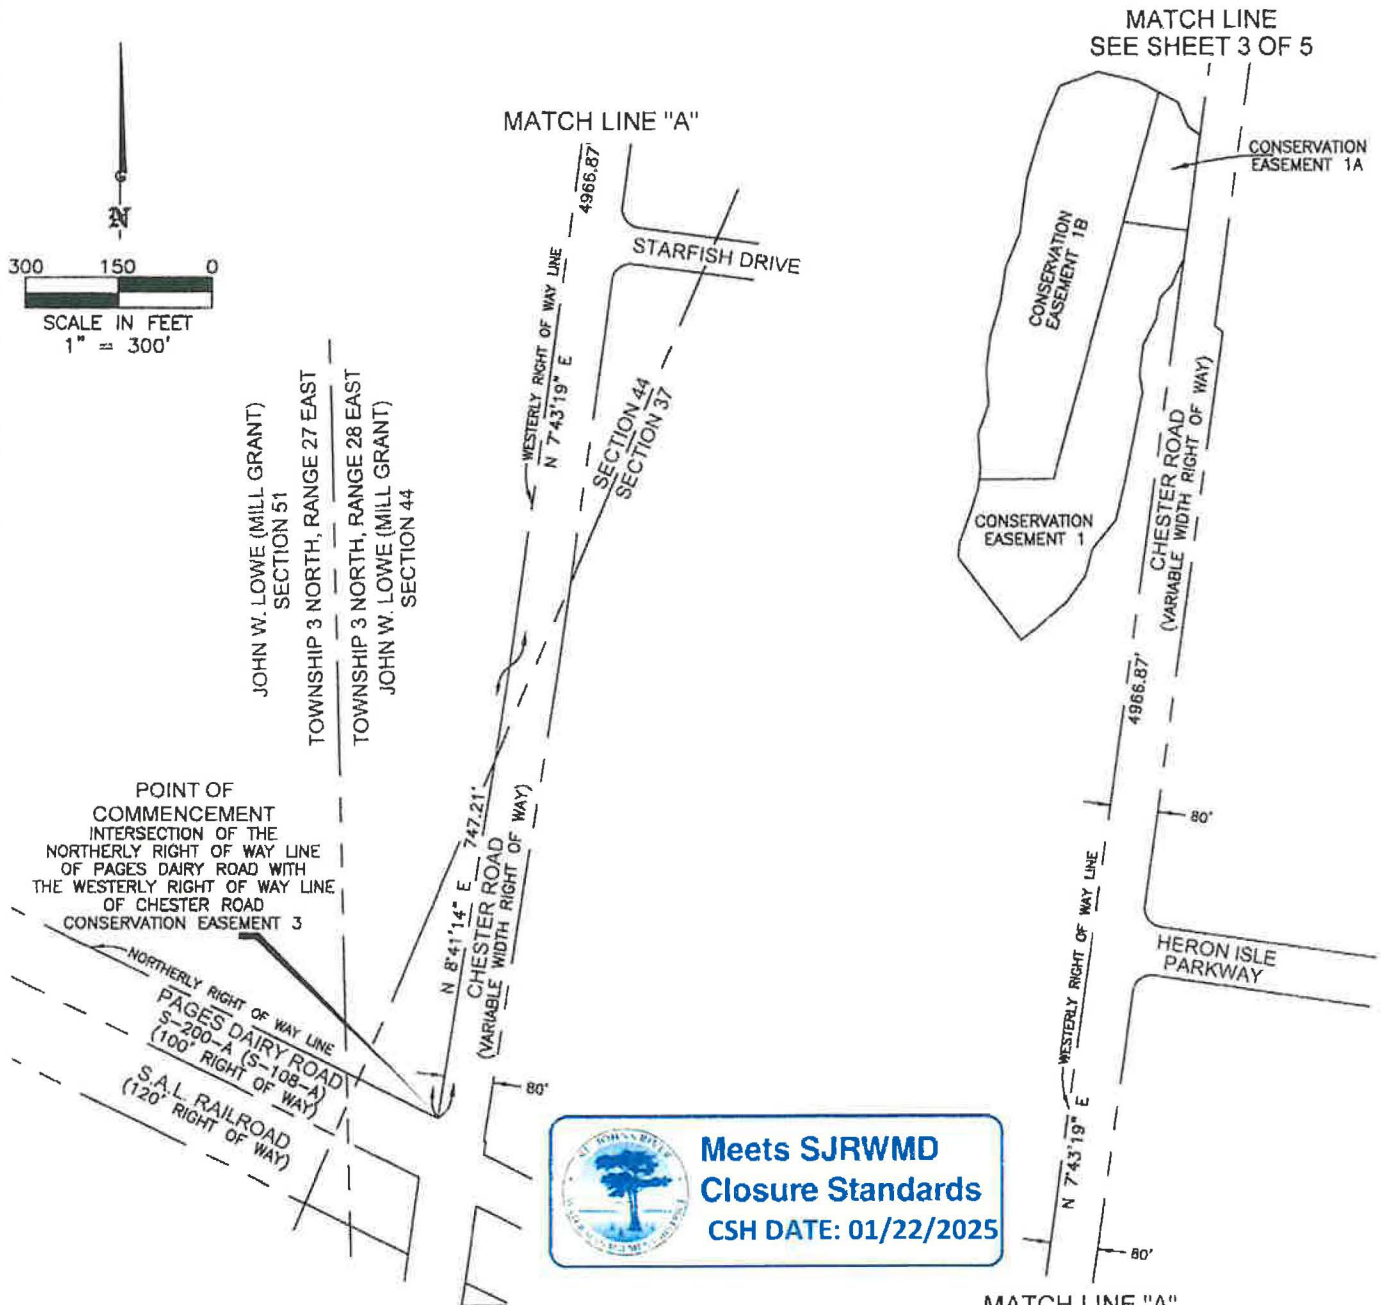 MATCH LINE
SEE SHEET 3 OF 5
MATCH LINE "A"
4966.87'
STARFISH DRIVE
WESTERLY RIGHT OF WAY LINE
N 7°43'19" E
SECTION 44
SECTION 37
N
300 150 0
SCALE IN FEET
1" = 300'
JOHN W. LOWE (MILL GRANT)
SECTION 51
TOWNSHIP 3 NORTH, RANGE 27 EAST
TOWNSHIP 3 NORTH, RANGE 28 EAST
JOHN W. LOWE (MILL GRANT)
SECTION 44
POINT OF
COMMENCEMENT
INTERSECTION OF THE
NORTHERLY RIGHT OF WAY LINE
OF PAGES DAIRY ROAD WITH
THE WESTERLY RIGHT OF WAY LINE
OF CHESTER ROAD
CONSERVATION EASEMENT 3
N 8°41'14" E 747.21'
CHESTER ROAD
(VARIABLE WIDTH RIGHT OF WAY)
NORTHERLY RIGHT OF WAY LINE
PAGES DAIRY ROAD
S-200-A (S-108-A)
(100' RIGHT OF WAY)
S.A.L. RAILROAD
(120' RIGHT OF WAY)
80'
CONSERVATION
EASEMENT 1A
CONSERVATION
EASEMENT 1B
CONSERVATION
EASEMENT 1
CHESTER ROAD
(VARIABLE WIDTH RIGHT OF WAY)
4966.87'
80'
WESTERLY RIGHT OF WAY LINE
HERON ISLE
PARKWAY
N 7°43'19" E
80'
Meets SJRWMD
Closure Standards
CSH DATE: 01/22/2025
ST. JOHNS RIVER
WATER MANAGEMENT DISTRICT
MATCH LINE "A"